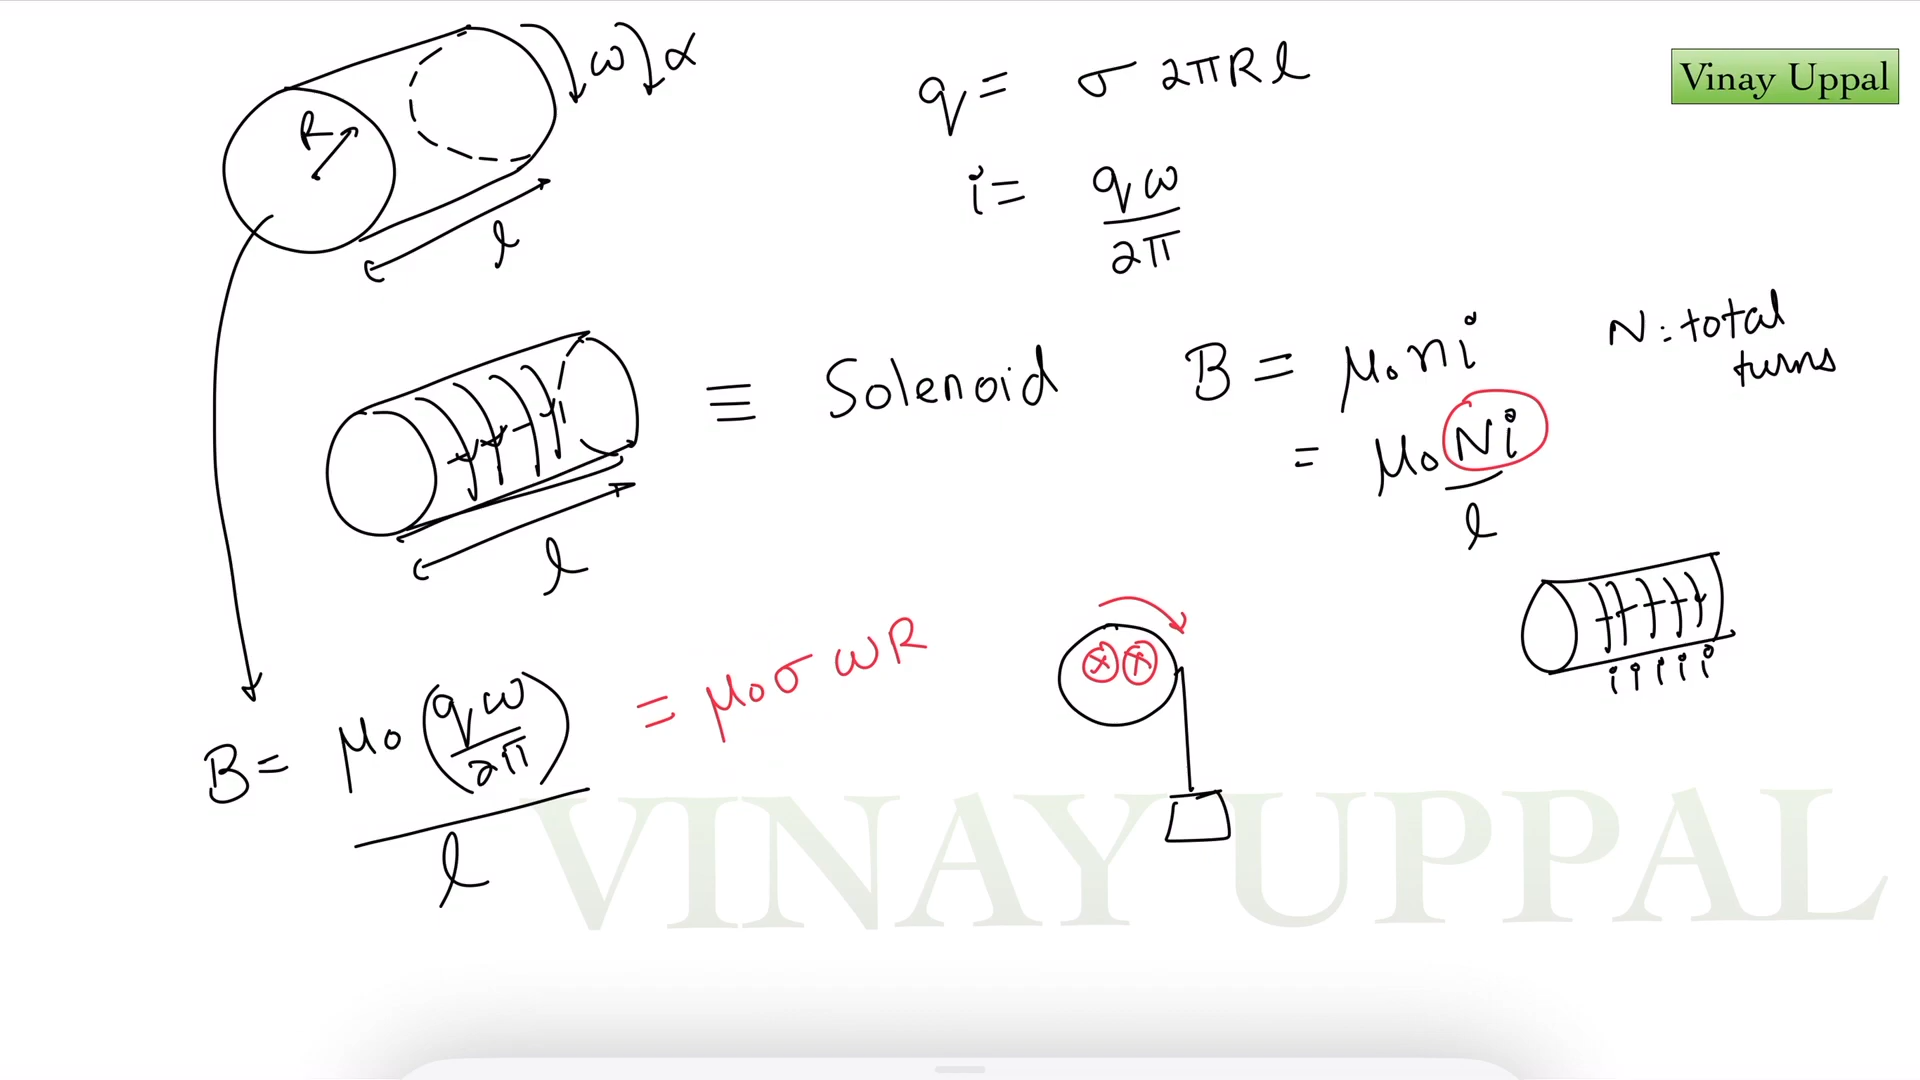 Vinay Uppal
R
ω α
l
q = σ 2πRl
i = qω / 2π
≡ Solenoid
l
B = μ₀ni
= μ₀Ni / l
N : total
turns
i i i i i
B = μ₀(qω / 2π) / l = μ₀σωR
VINAY UPPAL